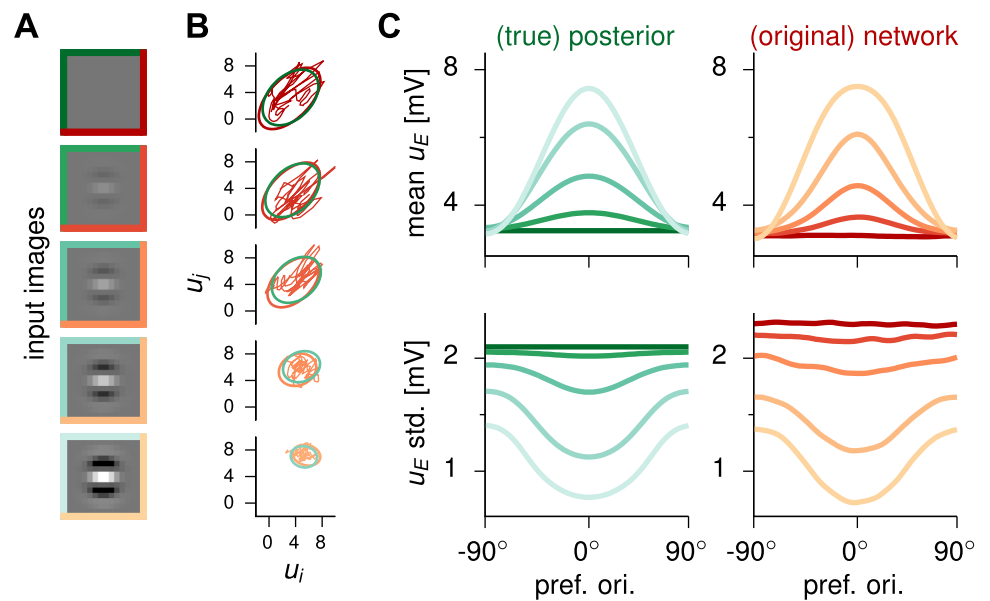 A
B
C
(true) posterior
(original) network
input images
8
4
0
8
4
0
8
4
0
8
4
0
8
4
0
0 4 8
u_j
u_i
mean u_E [mV]
8
4
8
4
u_E std. [mV]
2
1
2
1
-90° 0° 90°
-90° 0° 90°
pref. ori.
pref. ori.